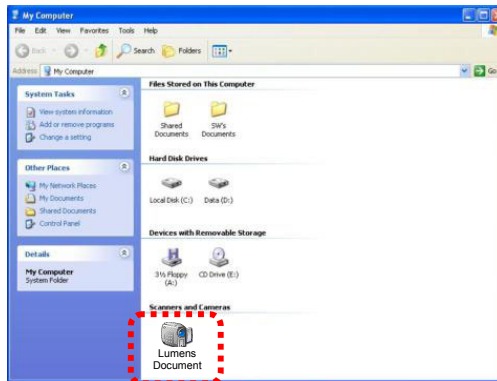 My Computer
File Edit View Favorites Tools Help
Back Search Folders
Address My Computer Go
System Tasks
View system information
Add or remove programs
Change a setting
Other Places
My Network Places
My Documents
Shared Documents
Control Panel
Details
My Computer
System Folder
Files Stored on This Computer
Shared
Documents
SW's
Documents
Hard Disk Drives
Local Disk (C:)
Data (D:)
Devices with Removable Storage
3½ Floppy
(A:)
CD Drive (E:)
Scanners and Cameras
Lumens
Document